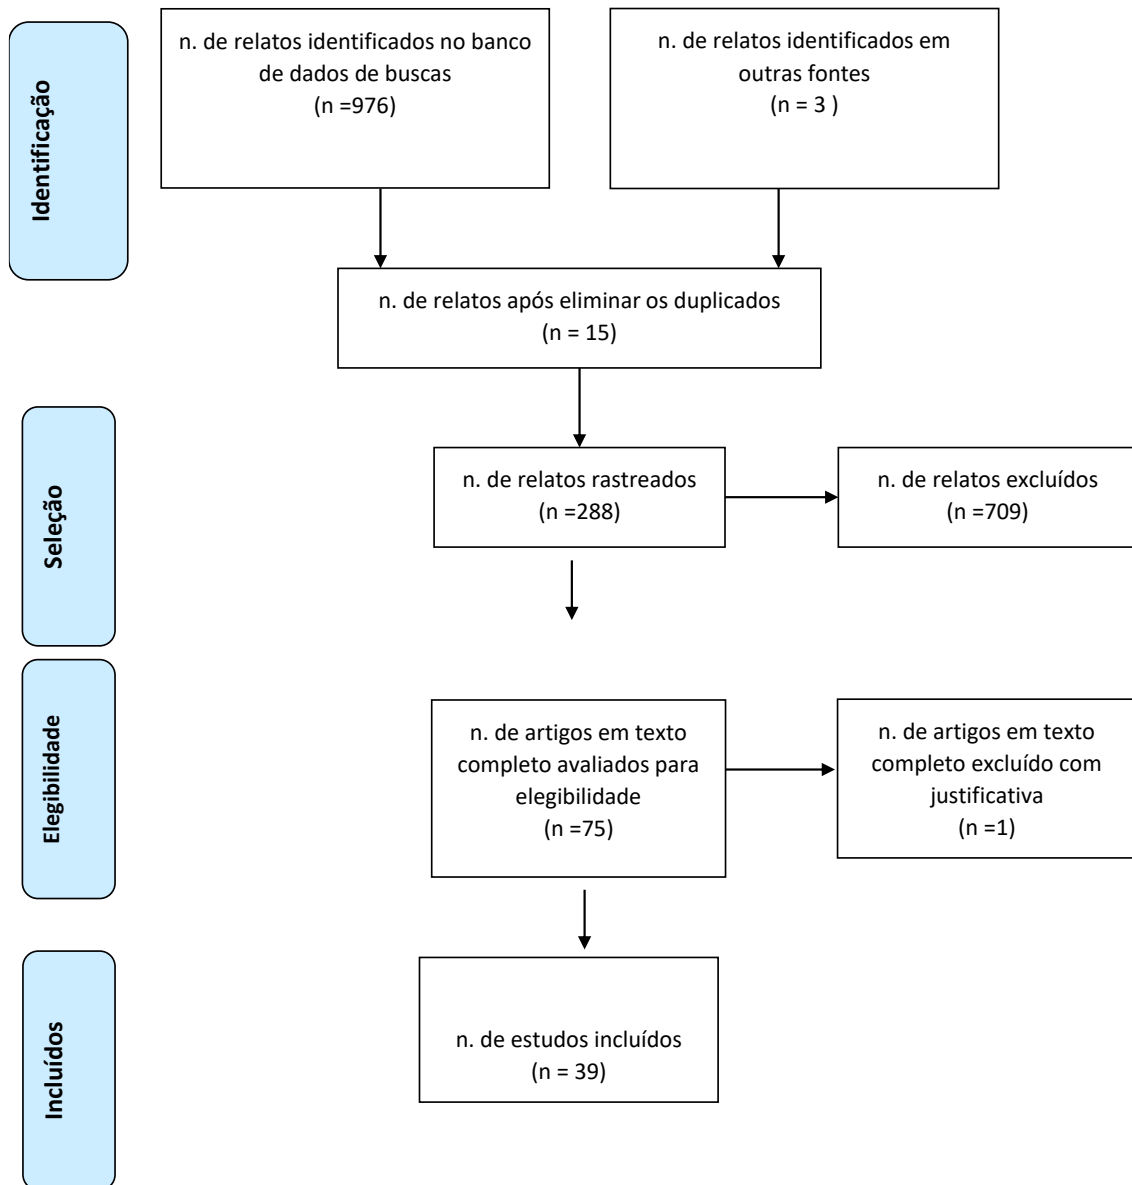 Identificação
n. de relatos identificados no banco
de dados de buscas
(n =976)
n. de relatos identificados em
outras fontes
(n = 3 )
n. de relatos após eliminar os duplicados
(n = 15)
Seleção
n. de relatos rastreados
(n =288)
n. de relatos excluídos
(n =709)
Elegibilidade
n. de artigos em texto
completo avaliados para
elegibilidade
(n =75)
n. de artigos em texto
completo excluído com
justificativa
(n =1)
Incluídos
n. de estudos incluídos
(n = 39)